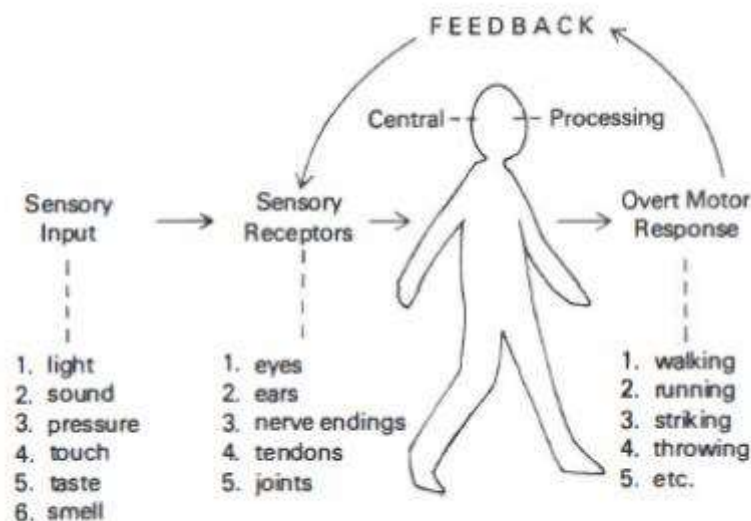 FEEDBACK
Central
Processing
Sensory
Input
Sensory
Receptors
Overt Motor
Response
1. light
2. sound
3. pressure
4. touch
5. taste
6. smell
1. eyes
2. ears
3. nerve endings
4. tendons
5. joints
1. walking
2. running
3. striking
4. throwing
5. etc.